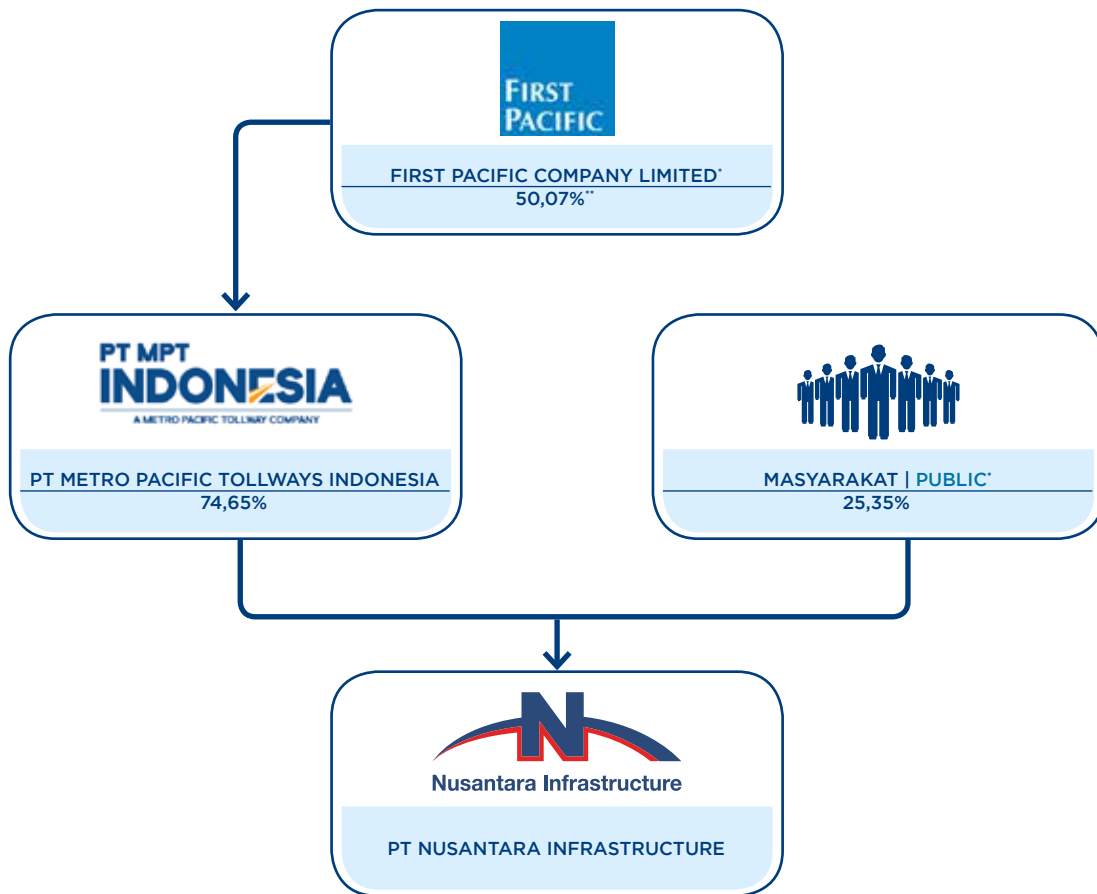 FIRST
PACIFIC
FIRST PACIFIC COMPANY LIMITED*
50,07%**
PT MPT
INDONESIA
A METRO PACIFIC TOLLWAY COMPANY
PT METRO PACIFIC TOLLWAYS INDONESIA
74,65%
MASYARAKAT | PUBLIC*
25,35%
N
Nusantara Infrastructure
PT NUSANTARA INFRASTRUCTURE